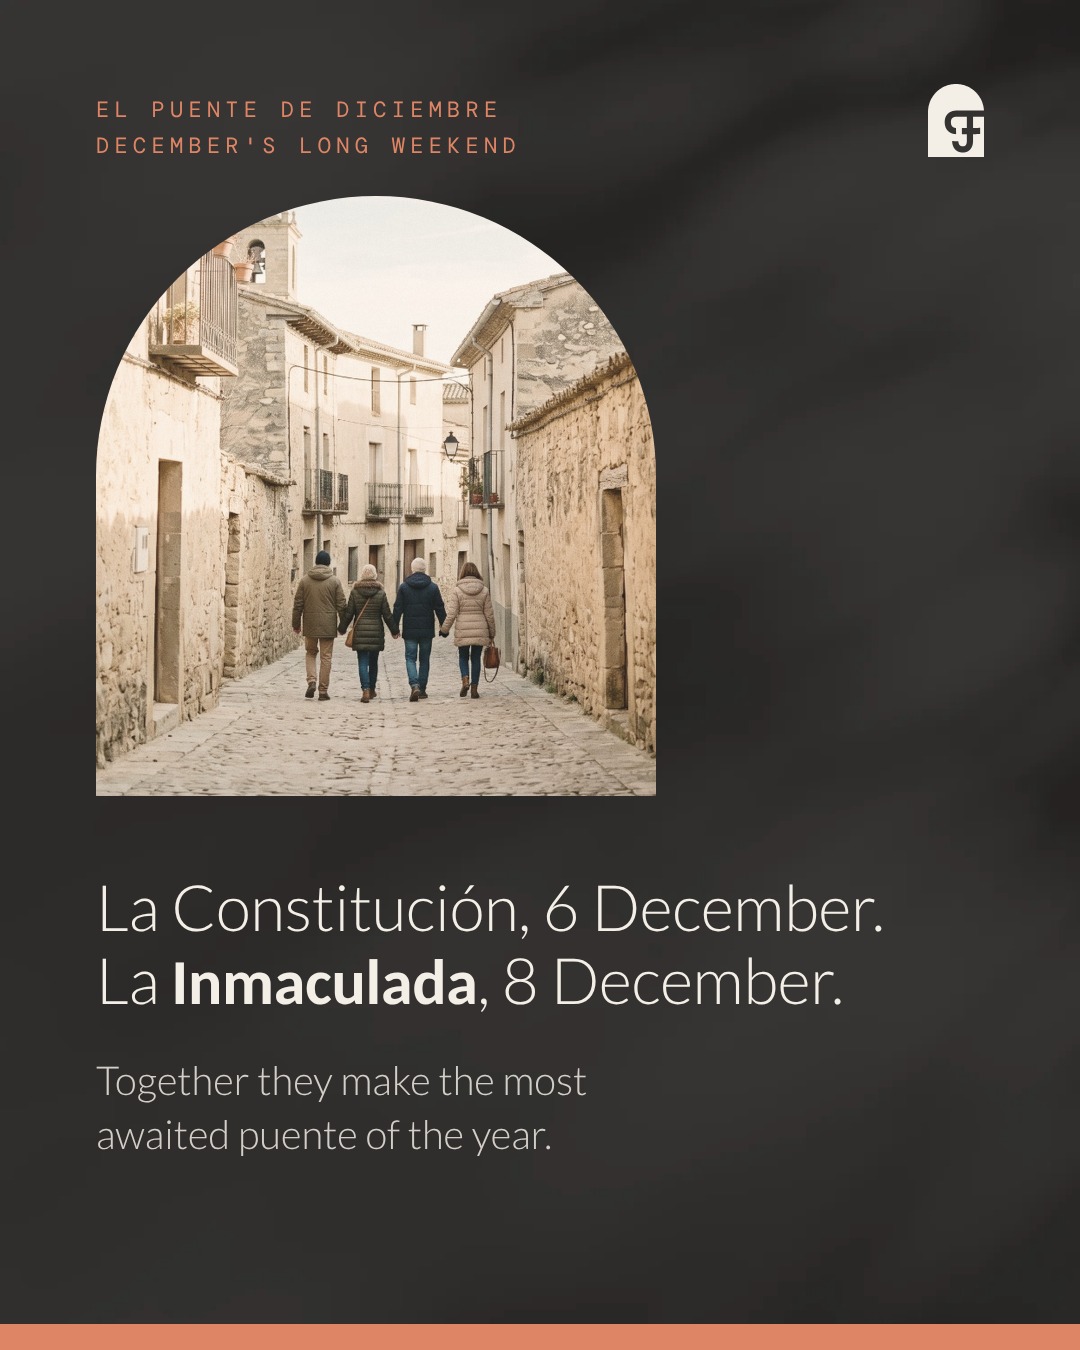 EL PUENTE DE DICIEMBRE
DECEMBER'S LONG WEEKEND
La Constitución, 6 December.
La Inmaculada, 8 December.
Together they make the most
awaited puente of the year.